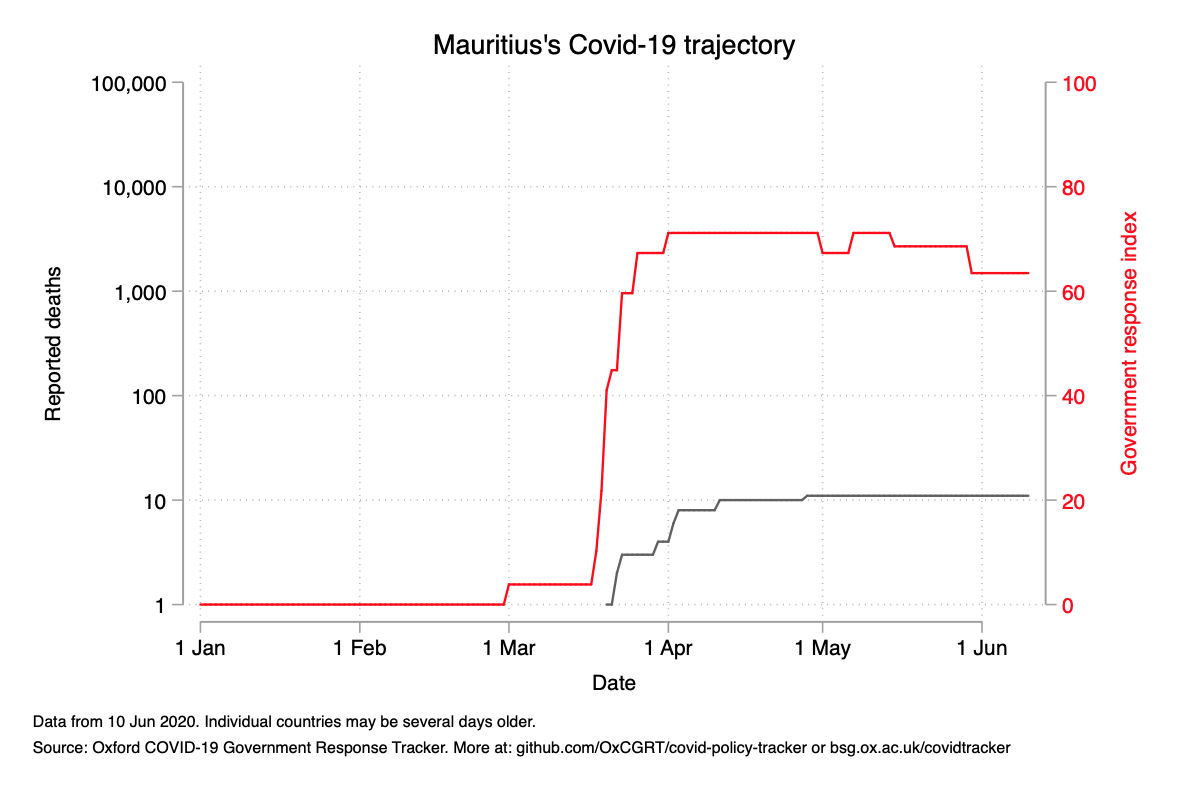 Mauritius's Covid-19 trajectory
100,000
10,000
1,000
100
10
1
Reported deaths
100
80
60
40
20
0
Government response index
1 Jan
1 Feb
1 Mar
1 Apr
1 May
1 Jun
Date
Data from 10 Jun 2020. Individual countries may be several days older.
Source: Oxford COVID-19 Government Response Tracker. More at: github.com/OxCGRT/covid-policy-tracker or bsg.ox.ac.uk/covidtracker